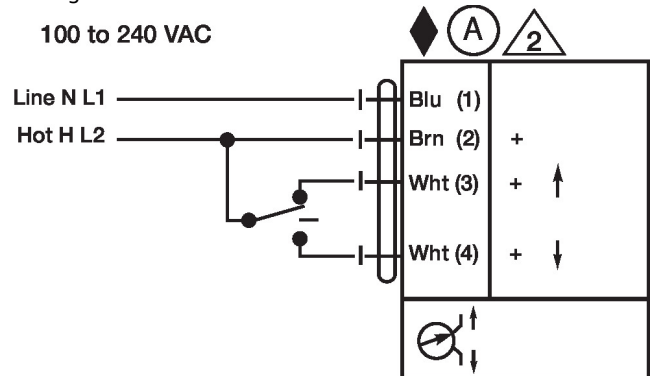 100 to 240 VAC
A
2
Line N L1
Blu (1)
Hot H L2
Brn (2) +
Wht (3) +
Wht (4) +